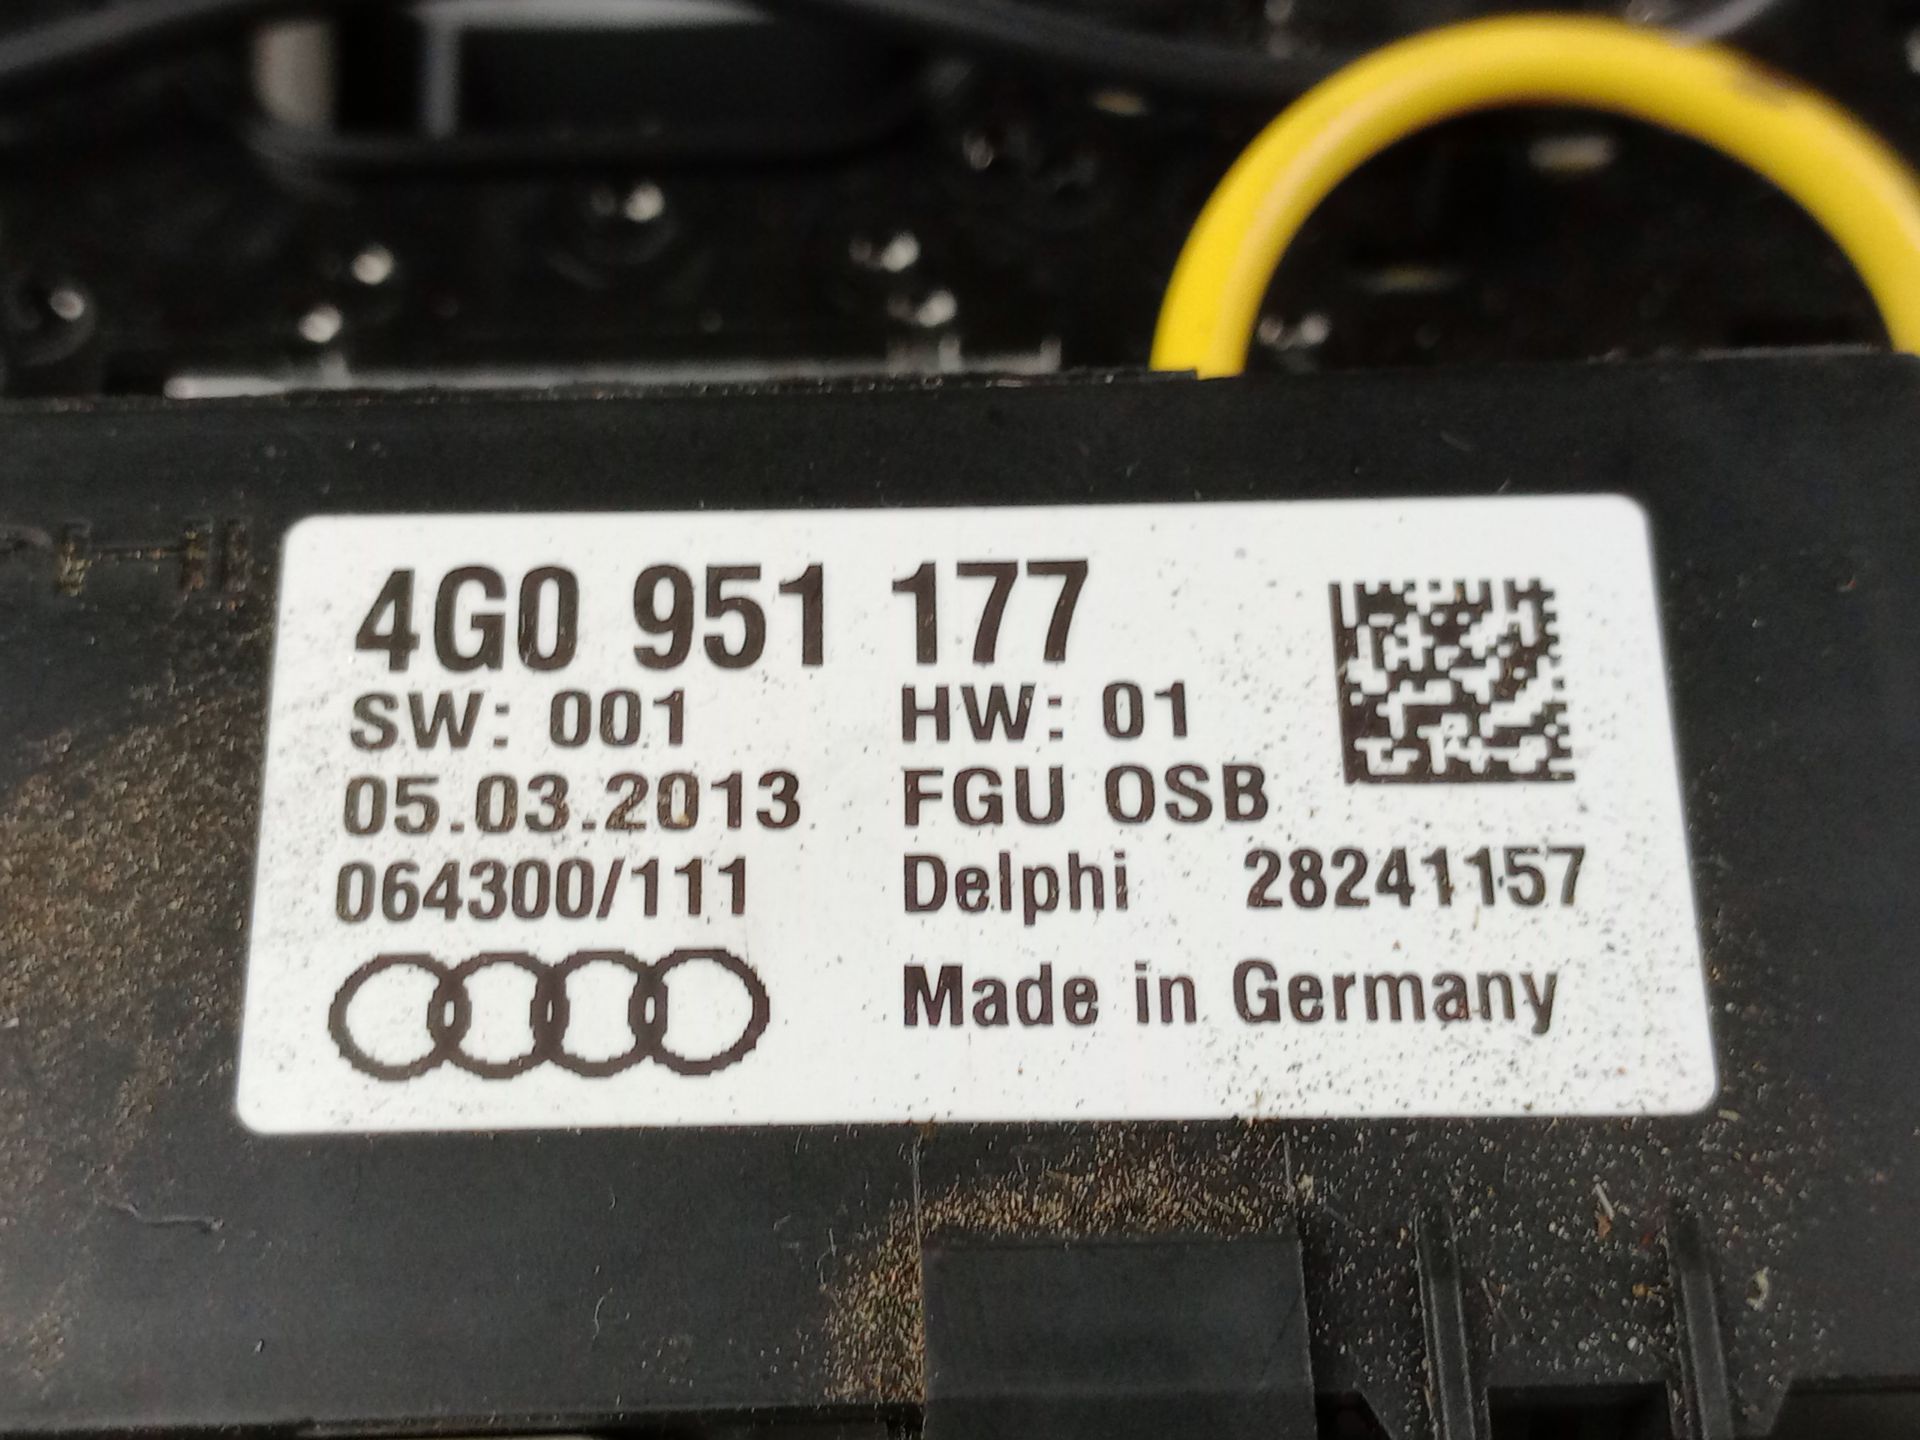 4G0 951 177
SW: 001 HW: 01
05.03.2013 FGU OSB
064300/111 Delphi 28241157
Made in Germany